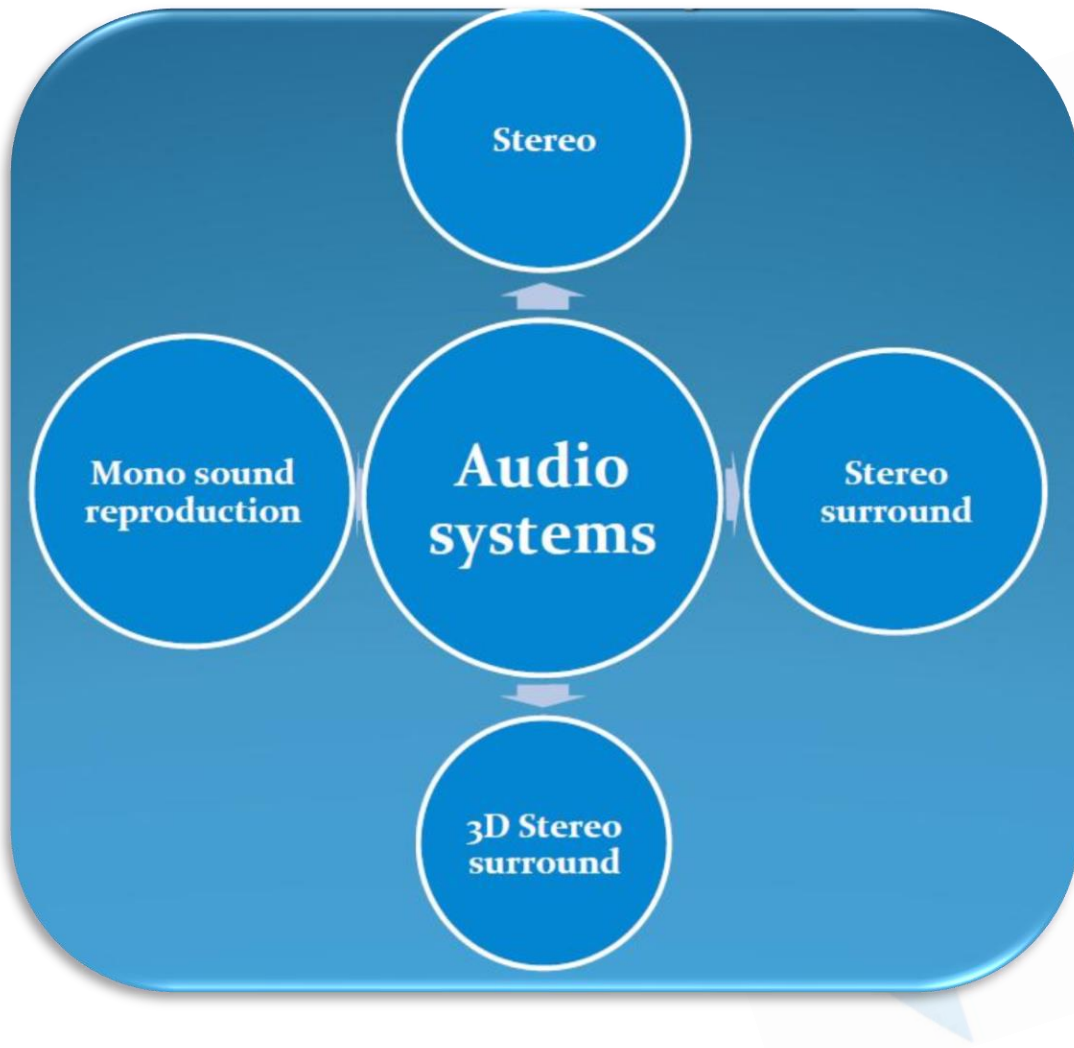 Stereo
Mono sound
reproduction
Audio
systems
Stereo
surround
3D Stereo
surround